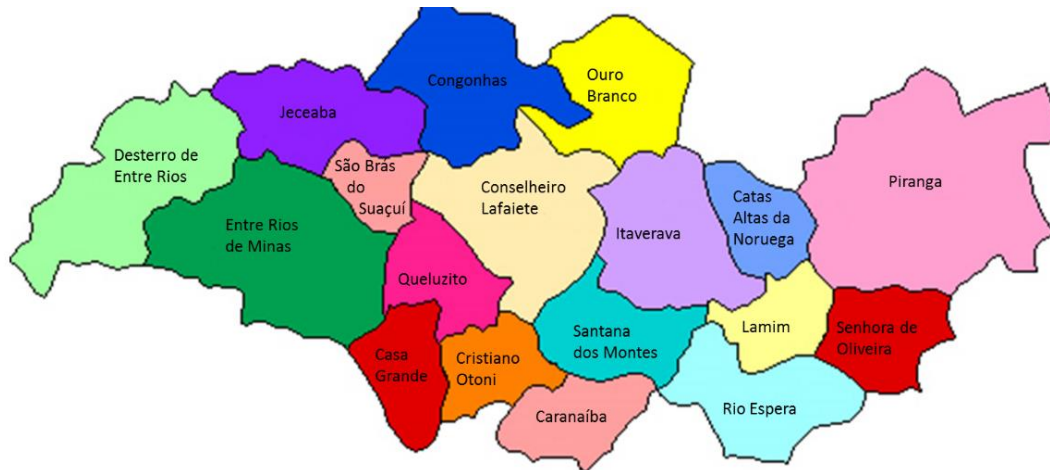 Congonhas
Ouro
Branco
Jeceaba
Desterro de
Entre Rios
São Brás
do
Suaçuí
Conselheiro
Lafaiete
Piranga
Catas
Altas da
Noruega
Itaverava
Entre Rios
de Minas
Queluzito
Santana
dos Montes
Lamim
Senhora de
Oliveira
Casa
Grande
Cristiano
Otoni
Caranaíba
Rio Espera